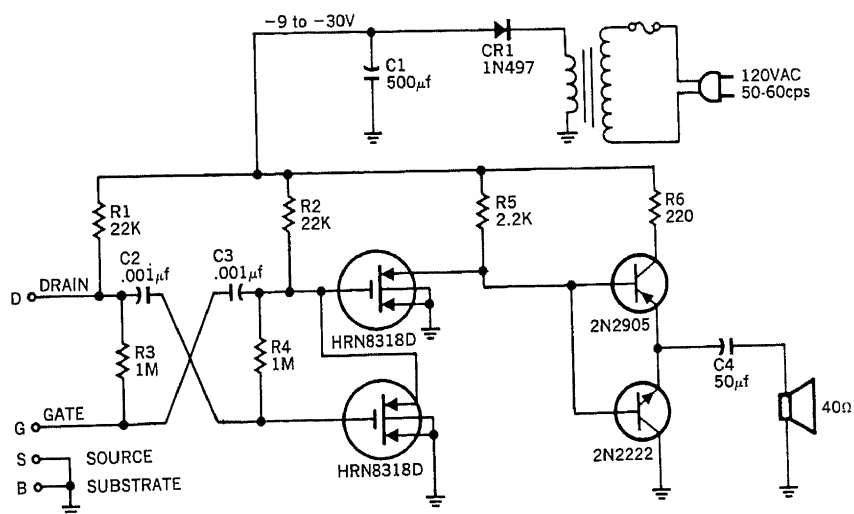 -9 to -30V
C1
500µf
CR1
1N497
120VAC
50-60cps
R1
22K
R2
22K
R5
2.2K
R6
220
C2
.001µf
C3
.001µf
D DRAIN
HRN8318D
2N2905
R3
1M
R4
1M
C4
50µf
40Ω
G GATE
HRN8318D
2N2222
S SOURCE
B SUBSTRATE